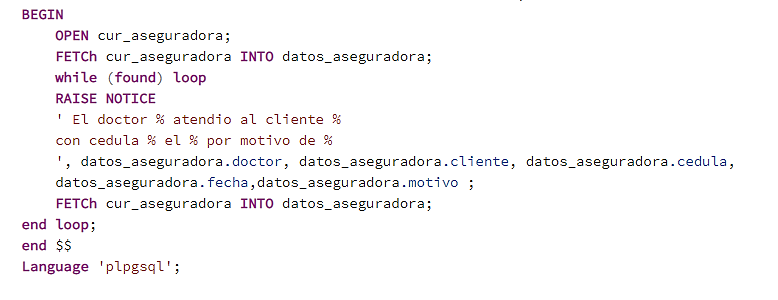 BEGIN
OPEN cur_aseguradora;
FETCh cur_aseguradora INTO datos_aseguradora;
while (found) loop
RAISE NOTICE
' El doctor % atendio al cliente %
con cedula % el % por motivo de %
', datos_aseguradora.doctor, datos_aseguradora.cliente, datos_aseguradora.cedula,
datos_aseguradora.fecha,datos_aseguradora.motivo ;
FETCh cur_aseguradora INTO datos_aseguradora;
end loop;
end $$
Language 'plpgsql';